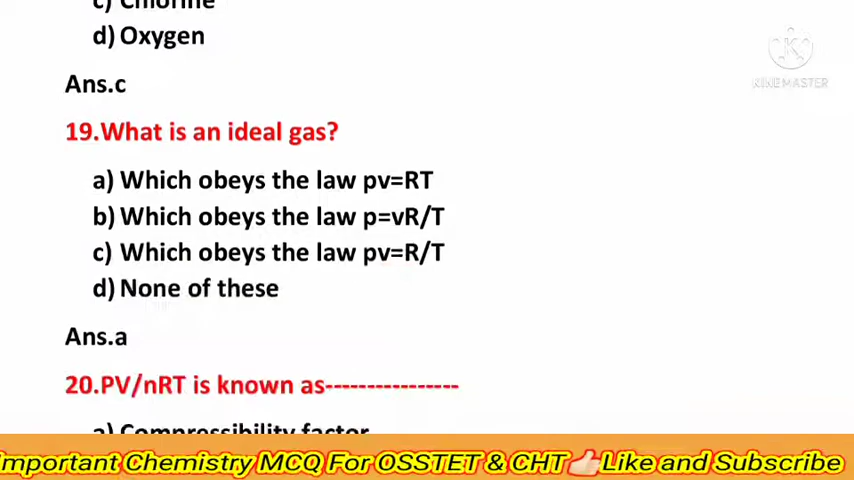 c) Chlorine
d) Oxygen
KINEMASTER
Ans.c
19.What is an ideal gas?
a) Which obeys the law pv=RT
b) Which obeys the law p=vR/T
c) Which obeys the law pv=R/T
d) None of these
Ans.a
20.PV/nRT is known as----------------
a) Compressibility factor
Important Chemistry MCQ For OSSTET & CHT👍🏻Like and Subscribe